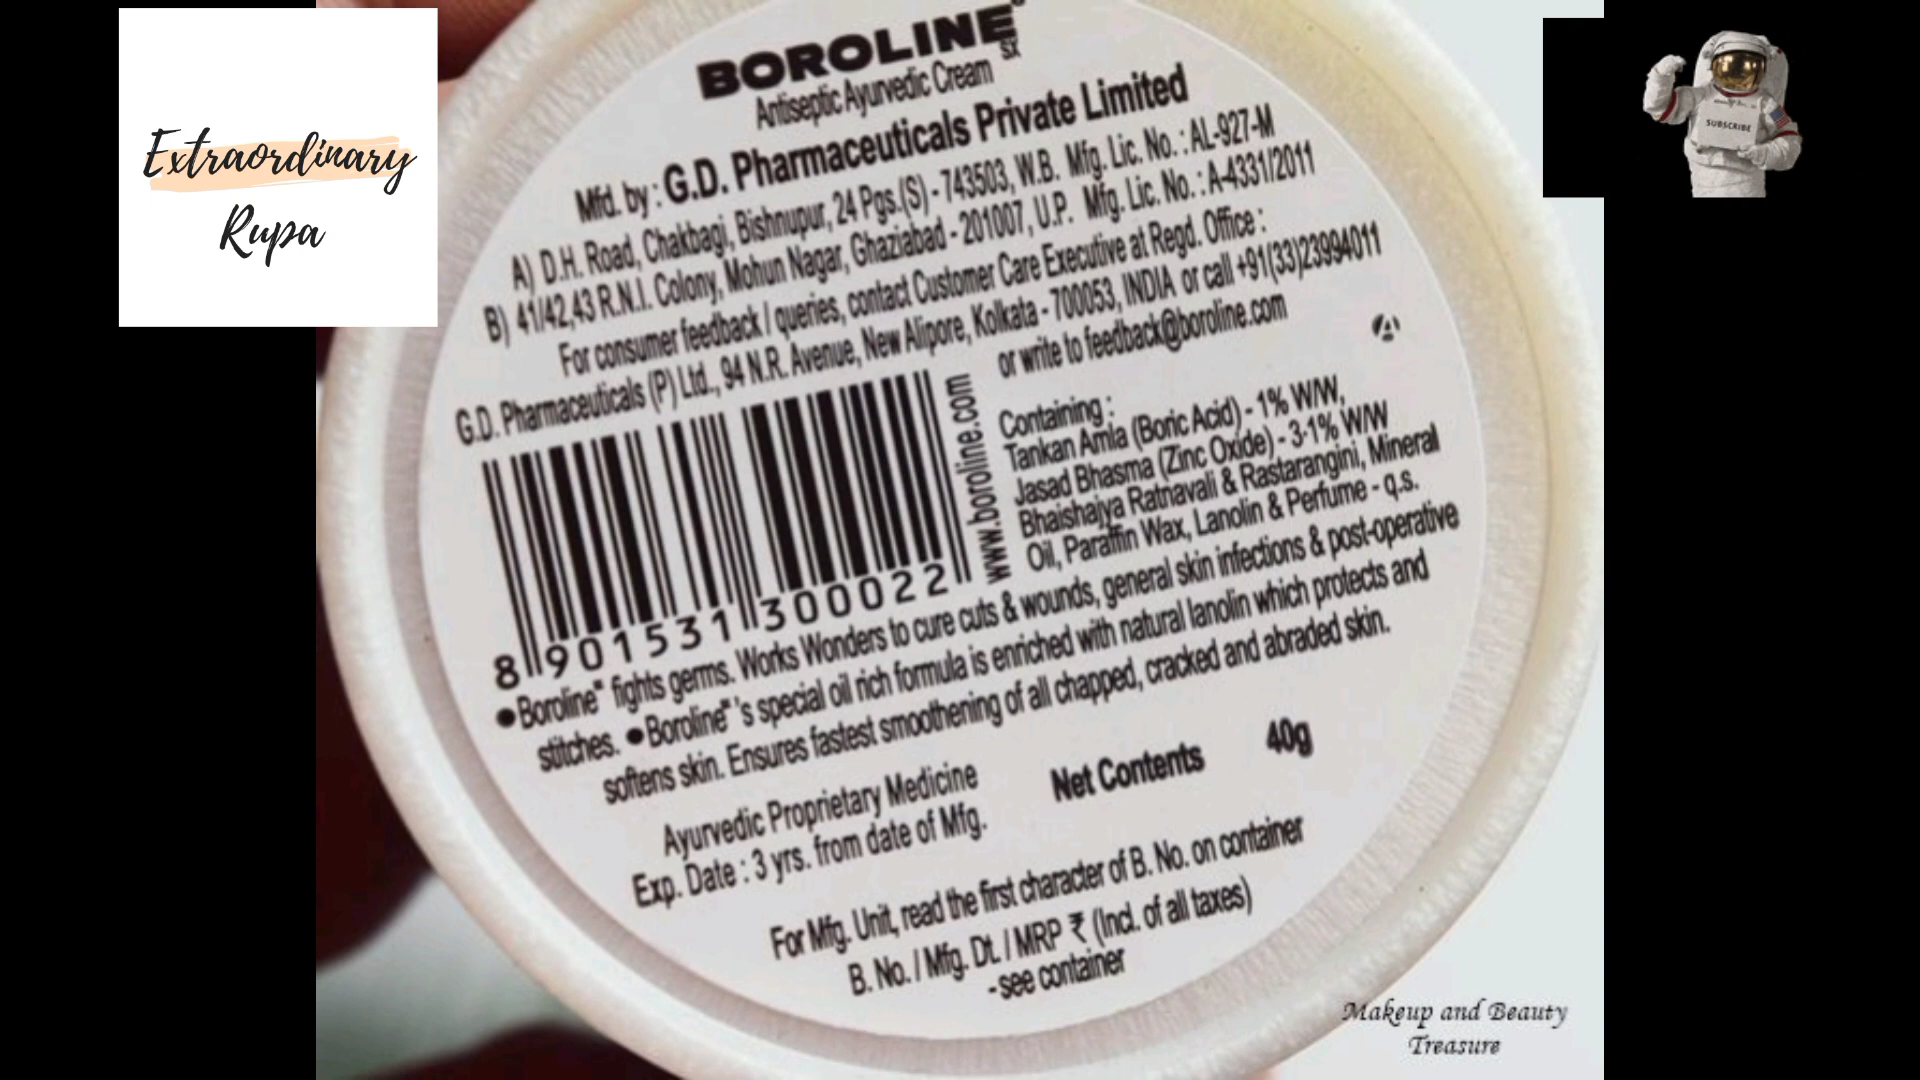 Extraordinary
Rupa
SUBSCRIBE
BOROLINE®
SX
Antiseptic Ayurvedic Cream
Mfd. by : G.D. Pharmaceuticals Private Limited
A) D.H. Road, Chakbagi, Bishnupur, 24 Pgs.(S) - 743503, W.B. Mfg. Lic. No. : AL-927-M
B) 41/42,43 R.N.I. Colony, Mohun Nagar, Ghaziabad - 201007, U.P. Mfg. Lic. No. : A-4331/2011
For consumer feedback / queries, contact Customer Care Executive at Regd. Office :
G.D. Pharmaceuticals (P) Ltd., 94 N.R. Avenue, New Alipore, Kolkata - 700053, INDIA or call +91(33)23994011
or write to feedback@boroline.com
www.boroline.com
Containing :
Tankan Amla (Boric Acid) - 1% W/W,
Jasad Bhasma (Zinc Oxide) - 3·1% W/W
Bhaishajya Ratnavali & Rastarangini, Mineral
Oil, Paraffin Wax, Lanolin & Perfume - q.s.
8 901531 300022
●Boroline® fights germs. Works Wonders to cure cuts & wounds, general skin infections & post-operative
stitches. ●Boroline®'s special oil rich formula is enriched with natural lanolin which protects and
softens skin. Ensures fastest smoothening of all chapped, cracked and abraded skin.
Ayurvedic Proprietary Medicine
Net Contents 40g
Exp. Date : 3 yrs. from date of Mfg.
For Mfg. Unit, read the first character of B. No. on container
B. No. / Mfg. Dt. / MRP ₹ (Incl. of all taxes)
- see container
Makeup and Beauty
Treasure